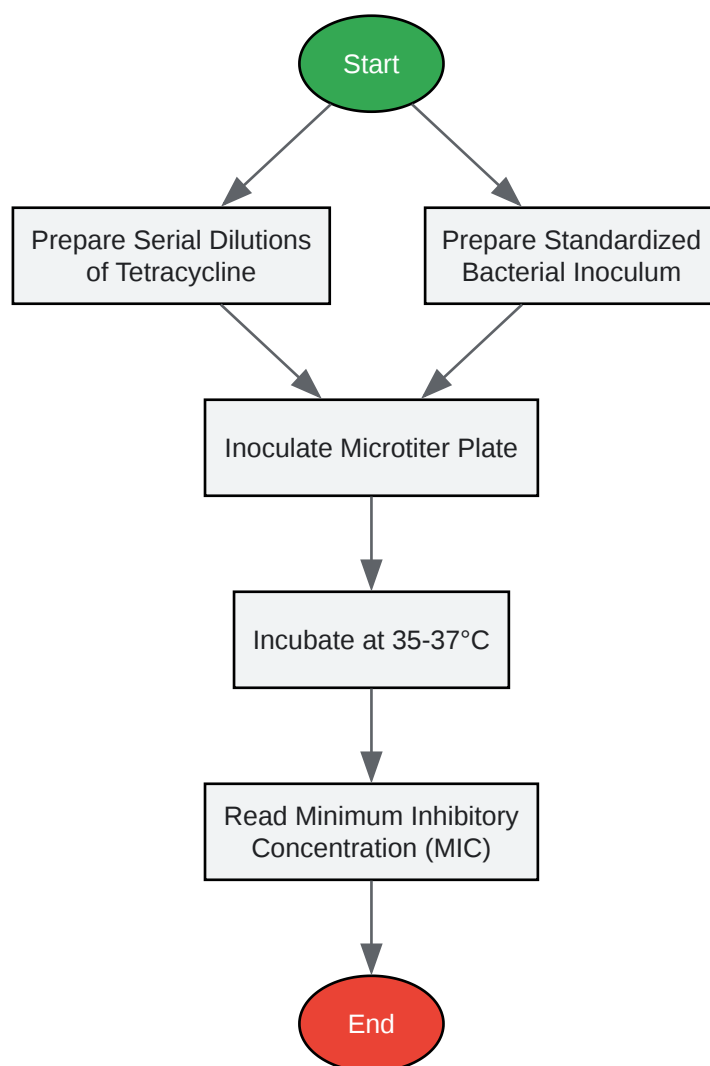 Start
Prepare Serial Dilutions
of Tetracycline
Prepare Standardized
Bacterial Inoculum
Inoculate Microtiter Plate
Incubate at 35-37°C
Read Minimum Inhibitory
Concentration (MIC)
End